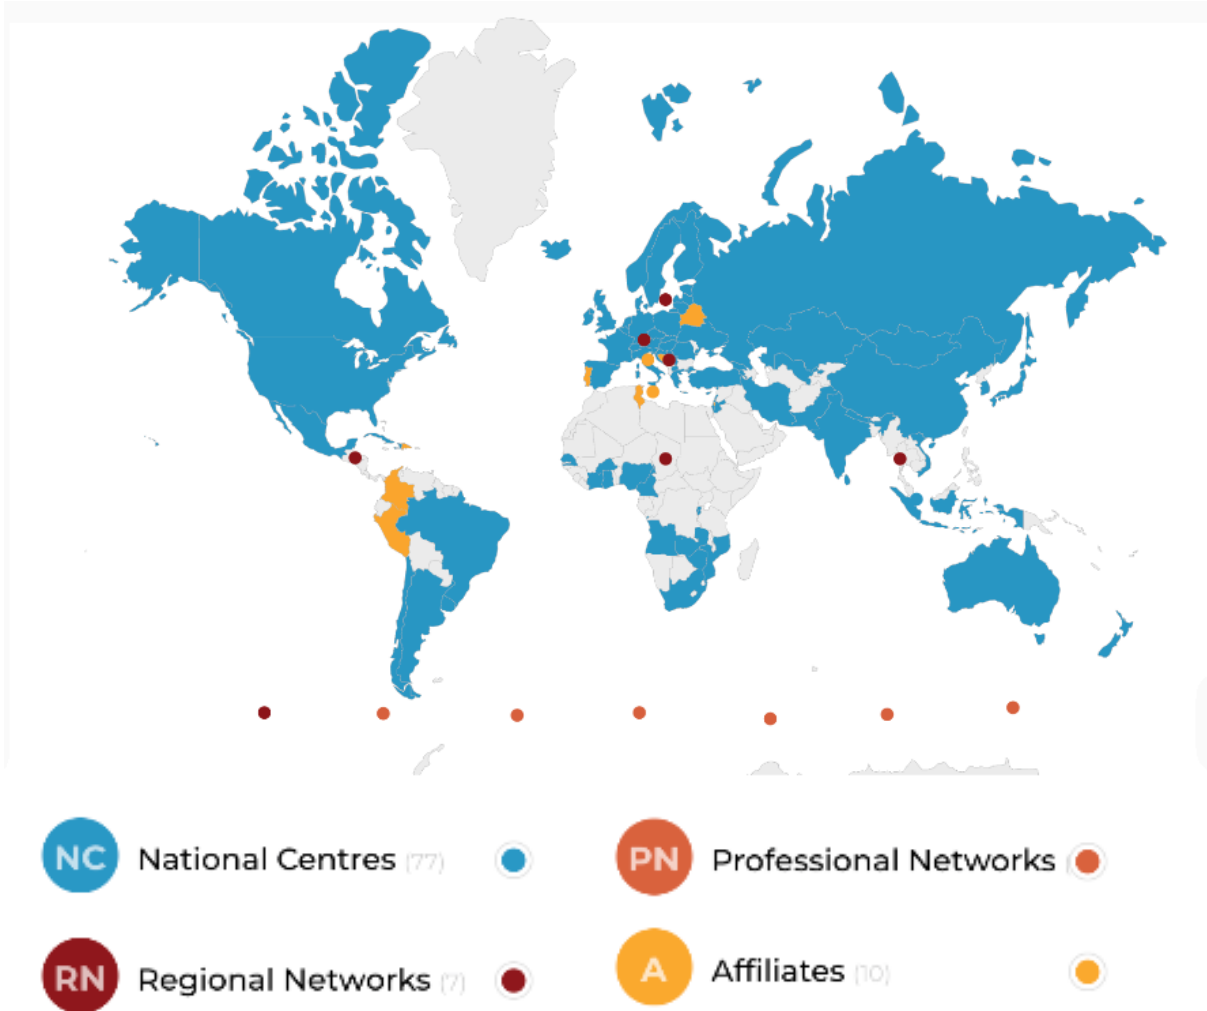 NC National Centres (77)
PN Professional Networks
RN Regional Networks (7)
A Affiliates (10)